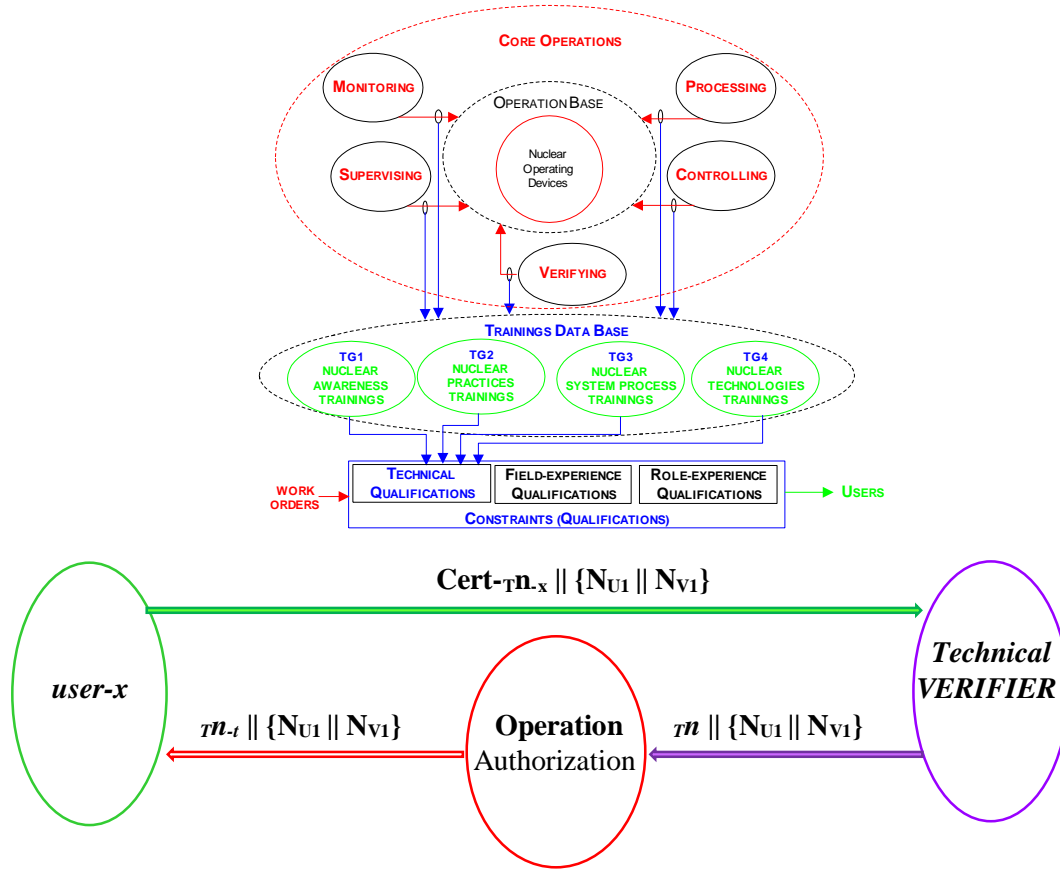 CORE OPERATIONS
MONITORING
PROCESSING
OPERATION BASE
Nuclear
Operating
Devices
SUPERVISING
CONTROLLING
VERIFYING
TRAININGS DATA BASE
TG1
NUCLEAR
AWARENESS
TRAININGS
TG2
NUCLEAR
PRACTICES
TRAININGS
TG3
NUCLEAR
SYSTEM PROCESS
TRAININGS
TG4
NUCLEAR
TECHNOLOGIES
TRAININGS
WORK
ORDERS
TECHNICAL
QUALIFICATIONS
FIELD-EXPERIENCE
QUALIFICATIONS
ROLE-EXPERIENCE
QUALIFICATIONS
USERS
CONSTRAINTS (QUALIFICATIONS)
Cert-Tn-x || {NU1 || NV1}
user-x
Technical
VERIFIER
Tn-t || {NU1 || NV1}
Operation
Authorization
Tn || {NU1 || NV1}